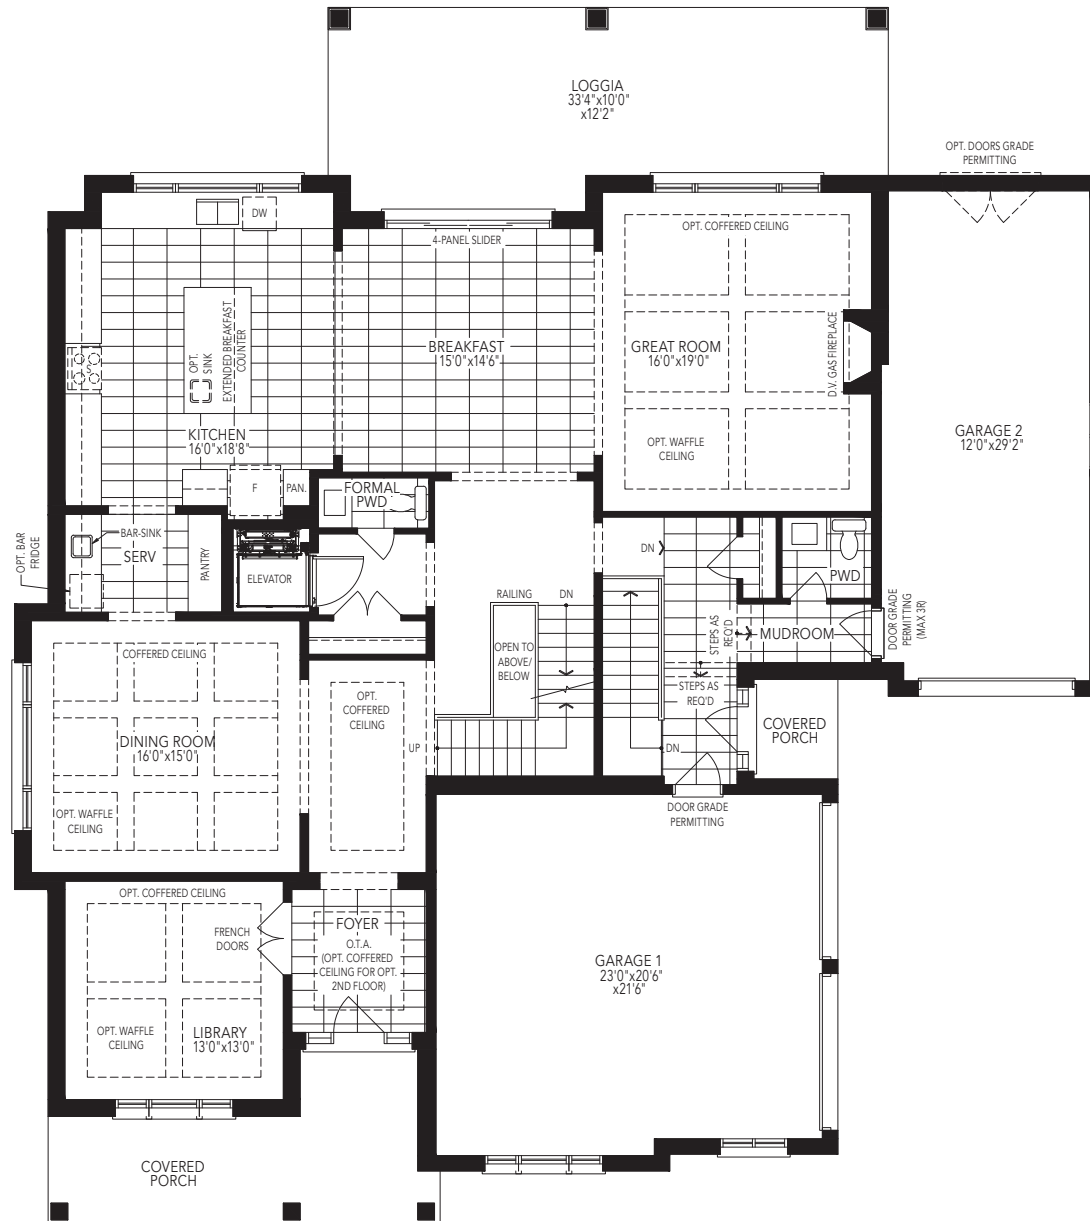 LOGGIA
33'4"x10'0"
x12'2"
OPT. DOORS GRADE
PERMITTING
DW
4-PANEL SLIDER
OPT. COFFERED CEILING
OPT.
SINK
EXTENDED BREAKFAST
COUNTER
S
BREAKFAST
15'0"x14'6"
GREAT ROOM
16'0"x19'0"
D.V. GAS FIREPLACE
KITCHEN
16'0"x18'8"
OPT. WAFFLE
CEILING
GARAGE 2
12'0"x29'2"
F
PAN.
FORMAL
PWD
OPT. BAR
FRIDGE
BAR-SINK
SERV
PANTRY
ELEVATOR
DN
PWD
RAILING
DN
OPEN TO
ABOVE/
BELOW
STEPS AS
REQ'D
MUDROOM
DOOR GRADE
PERMITTING
(MAX 3R)
COFFERED CEILING
OPT.
COFFERED
CEILING
STEPS AS
REQ'D
DINING ROOM
16'0"x15'0"
UP
DN
COVERED
PORCH
OPT. WAFFLE
CEILING
DOOR GRADE
PERMITTING
OPT. COFFERED CEILING
FRENCH
DOORS
FOYER
O.T.A.
(OPT. COFFERED
CEILING FOR OPT.
2ND FLOOR)
GARAGE 1
23'0"x20'6"
x21'6"
OPT. WAFFLE
CEILING
LIBRARY
13'0"x13'0"
COVERED
PORCH